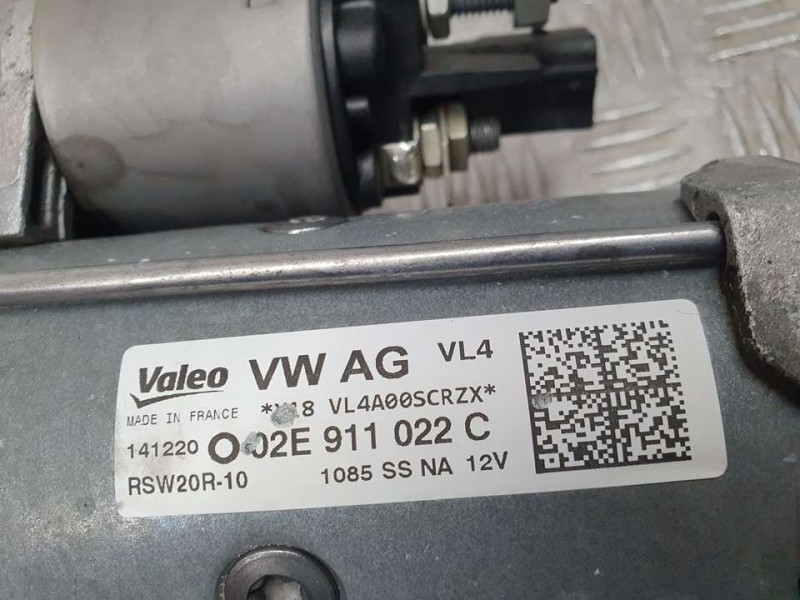 Valeo VW AG VL4
MADE IN FRANCE VL4A00SCRZX*
141220 O 02E 911 022 C
RSW20R-10 1085 SS NA 12V